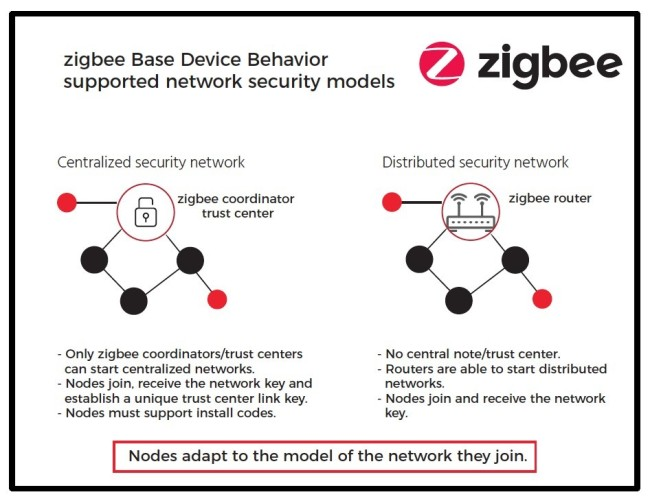 zigbee Base Device Behavior
supported network security models
zigbee
Centralized security network
zigbee coordinator
trust center
- Only zigbee coordinators/trust centers
can start centralized networks.
- Nodes join, receive the network key and
establish a unique trust center link key.
- Nodes must support install codes.
Distributed security network
zigbee router
- No central note/trust center.
- Routers are able to start distributed
networks.
- Nodes join and receive the network
key.
Nodes adapt to the model of the network they join.